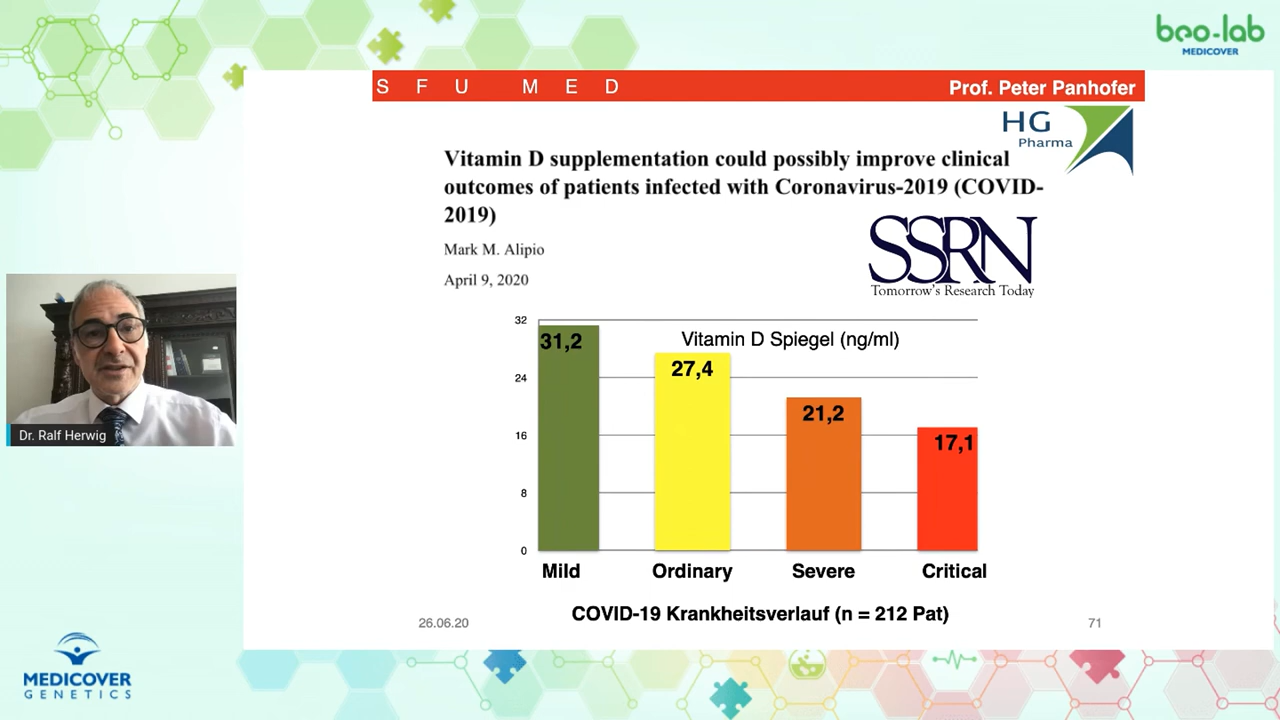 beo-lab
MEDICOVER
S F U M E D
Prof. Peter Panhofer
HG
Pharma
Vitamin D supplementation could possibly improve clinical
outcomes of patients infected with Coronavirus-2019 (COVID-
2019)
Mark M. Alipio
April 9, 2020
SSRN
Tomorrow's Research Today
Vitamin D Spiegel (ng/ml)
32
24
16
8
0
31,2
27,4
21,2
17,1
Mild
Ordinary
Severe
Critical
COVID-19 Krankheitsverlauf (n = 212 Pat)
26.06.20
71
Dr. Ralf Herwig
MEDICOVER
GENETICS